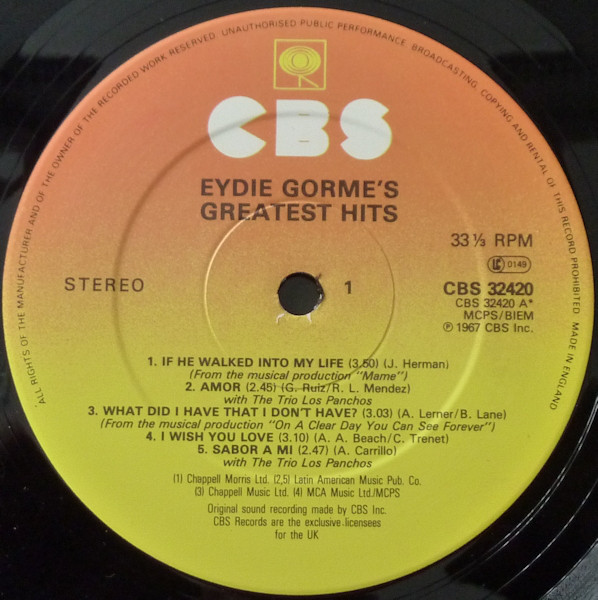 ALL RIGHTS OF THE MANUFACTURER AND OF THE OWNER OF THE RECORDED WORK RESERVED. UNAUTHORISED PUBLIC PERFORMANCE, BROADCASTING, COPYING AND RENTAL OF THIS RECORD PROHIBITED. MADE IN ENGLAND
CBS
EYDIE GORME'S
GREATEST HITS
33⅓ RPM
LC 0149
STEREO
1
CBS 32420
CBS 32420 A*
MCPS/BIEM
℗ 1967 CBS Inc.
1. IF HE WALKED INTO MY LIFE (3.50) (J. Herman)
(From the musical production "Mame")
2. AMOR (2.45) (G. Ruiz/R. L. Mendez)
with The Trio Los Panchos
3. WHAT DID I HAVE THAT I DON'T HAVE? (3.03) (A. Lerner/B. Lane)
(From the musical production "On A Clear Day You Can See Forever")
4. I WISH YOU LOVE (3.10) (A. A. Beach/C. Trenet)
5. SABOR A MI (2.47) (A. Carrillo)
with The Trio Los Panchos
(1) Chappell Morris Ltd. (2,5) Latin American Music Pub. Co.
(3) Chappell Music Ltd. (4) MCA Music Ltd./MCPS
Original sound recording made by CBS Inc.
CBS Records are the exclusive licensees
for the UK